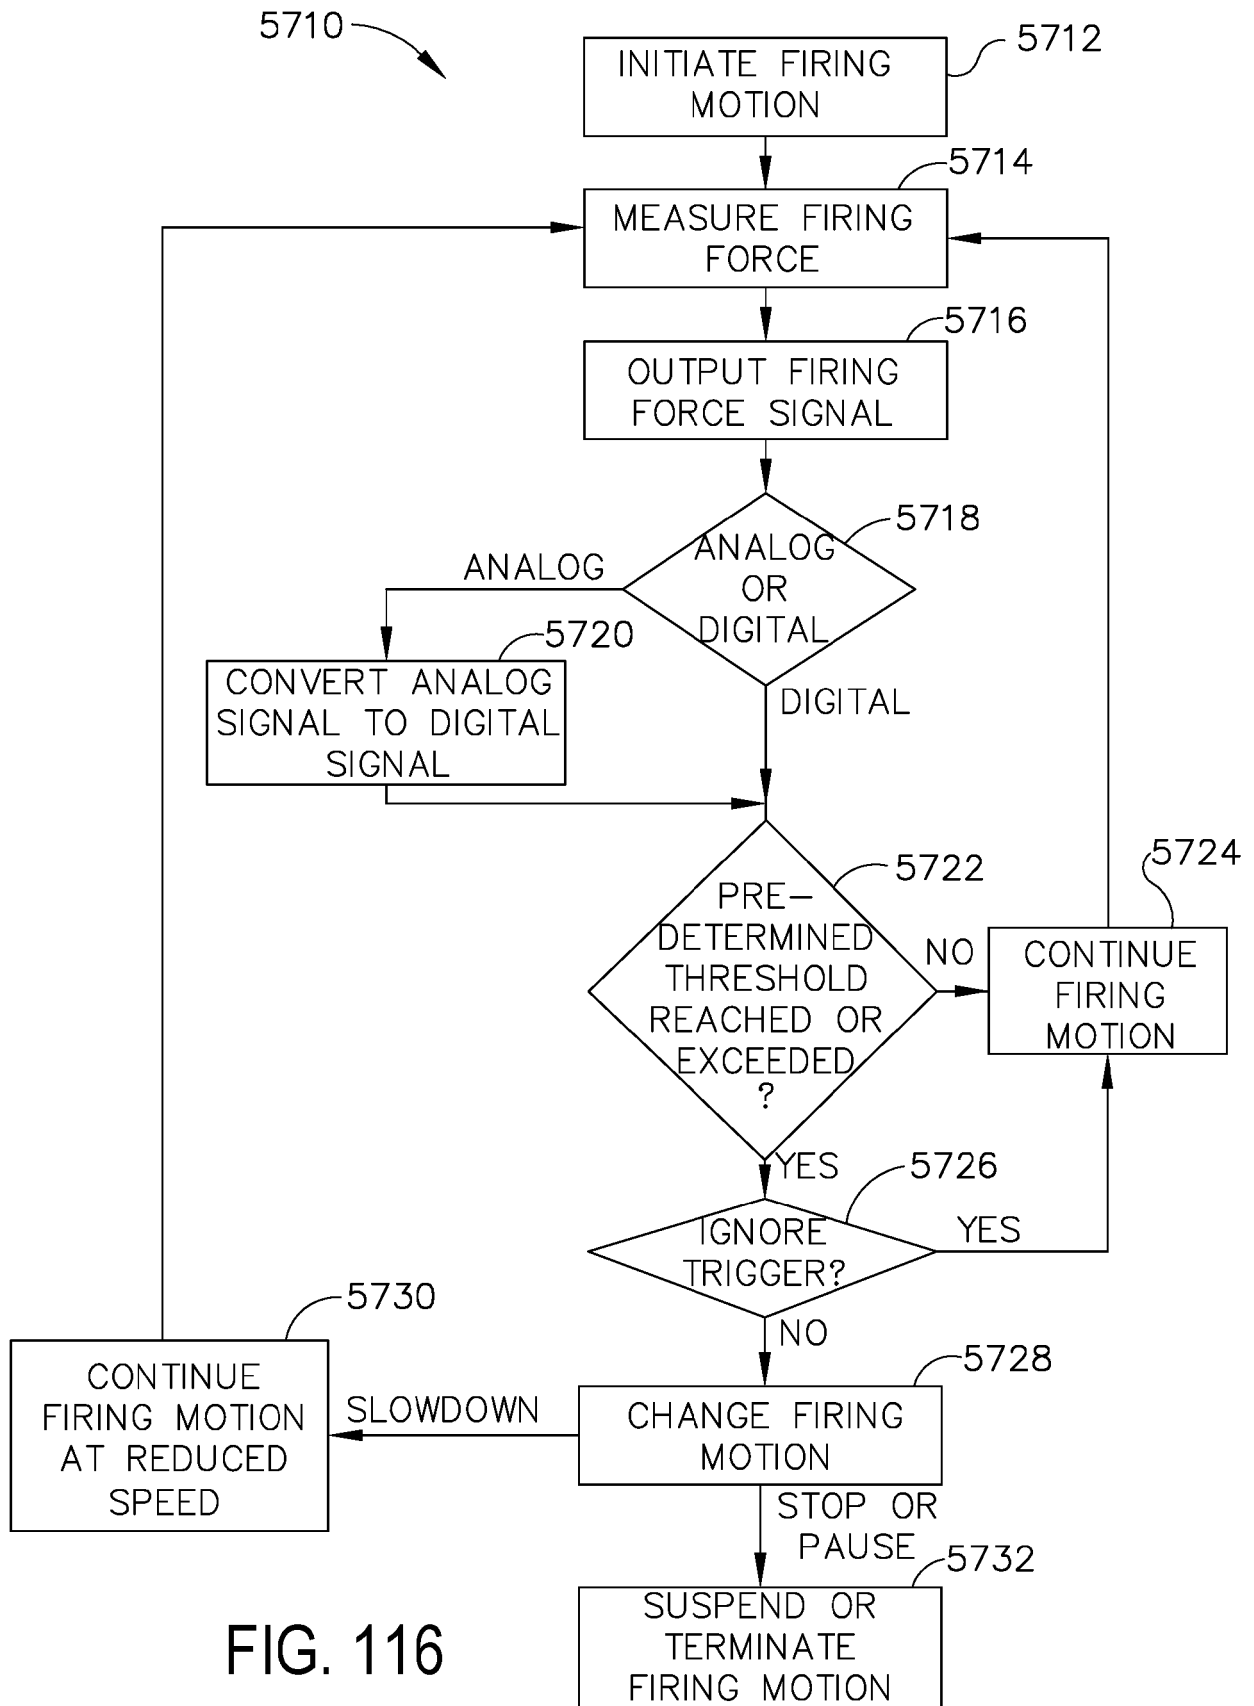 5710
5712
INITIATE FIRING
MOTION
5714
MEASURE FIRING
FORCE
5716
OUTPUT FIRING
FORCE SIGNAL
5718
ANALOG
OR
DIGITAL
ANALOG
DIGITAL
5720
CONVERT ANALOG
SIGNAL TO DIGITAL
SIGNAL
5722
PRE-
DETERMINED
THRESHOLD
REACHED OR
EXCEEDED
?
NO
5724
CONTINUE
FIRING
MOTION
YES
5726
IGNORE
TRIGGER?
YES
NO
5728
CHANGE FIRING
MOTION
SLOWDOWN
5730
CONTINUE
FIRING MOTION
AT REDUCED
SPEED
STOP OR
PAUSE
5732
SUSPEND OR
TERMINATE
FIRING MOTION
FIG. 116